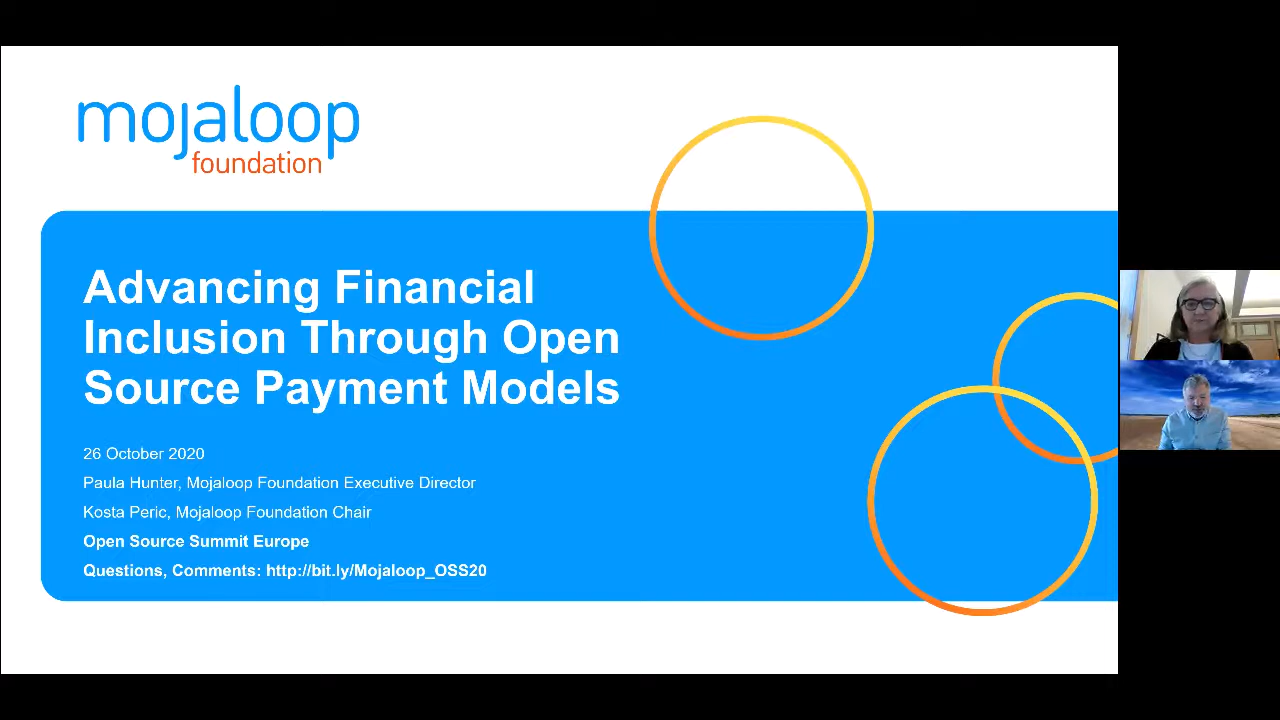 mojaloop
foundation
Advancing Financial
Inclusion Through Open
Source Payment Models
26 October 2020
Paula Hunter, Mojaloop Foundation Executive Director
Kosta Peric, Mojaloop Foundation Chair
Open Source Summit Europe
Questions, Comments: http://bit.ly/Mojaloop_OSS20